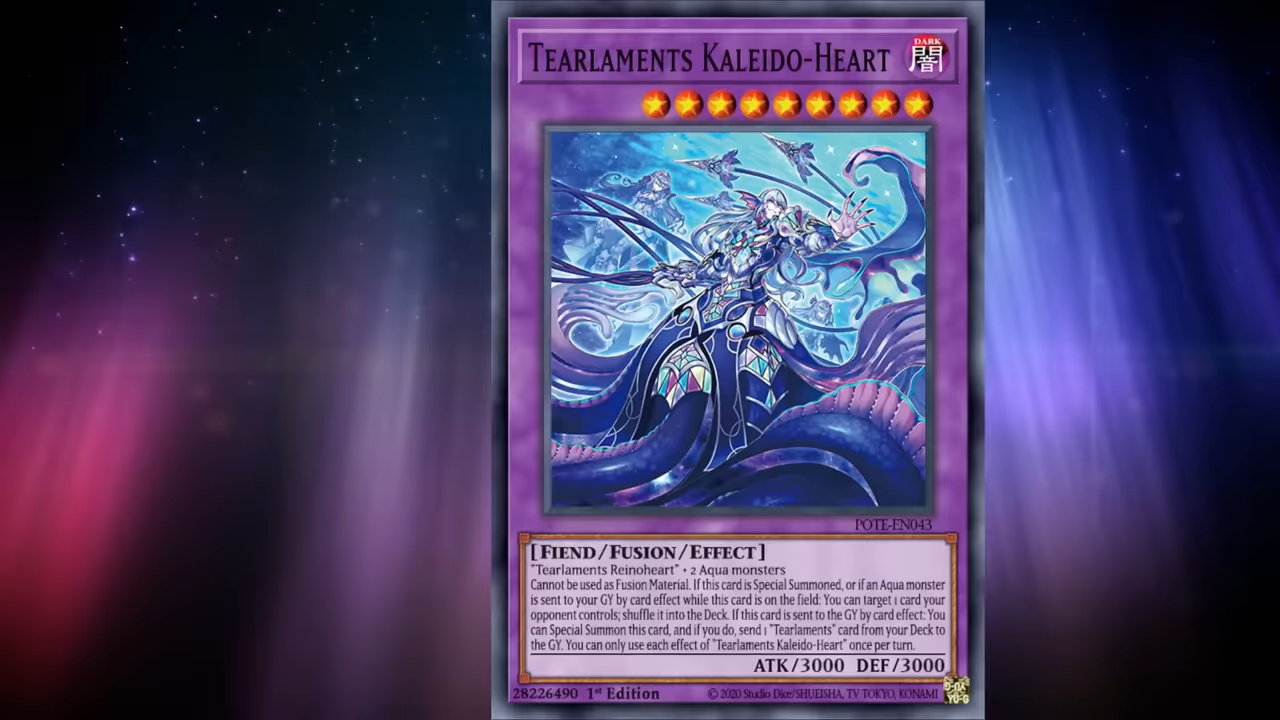 Tearlaments Kaleido-Heart
DARK
闇
POTE-EN043
[Fiend/Fusion/Effect]
"Tearlaments Reinoheart" + 2 Aqua monsters
Cannot be used as Fusion Material. If this card is Special Summoned, or if an Aqua monster
is sent to your GY by card effect while this card is on the field: You can target 1 card your
opponent controls; shuffle it into the Deck. If this card is sent to the GY by card effect: You
can Special Summon this card, and if you do, send 1 "Tearlaments" card from your Deck to
the GY. You can only use each effect of "Tearlaments Kaleido-Heart" once per turn.
ATK/3000 DEF/3000
28226490 1st Edition
©2020 Studio Dice/SHUEISHA, TV TOKYO, KONAMI